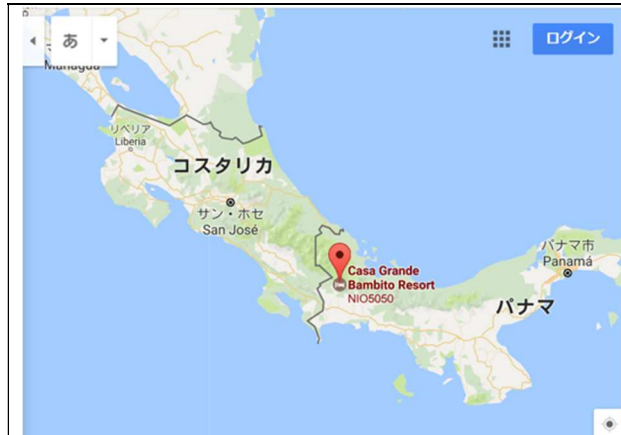 あ
ログイン
Managua
リベリア
Liberia
コスタリカ
サン・ホセ
San José
Casa Grande
Bambito Resort
NIO5050
パナマ市
Panamá
パナマ